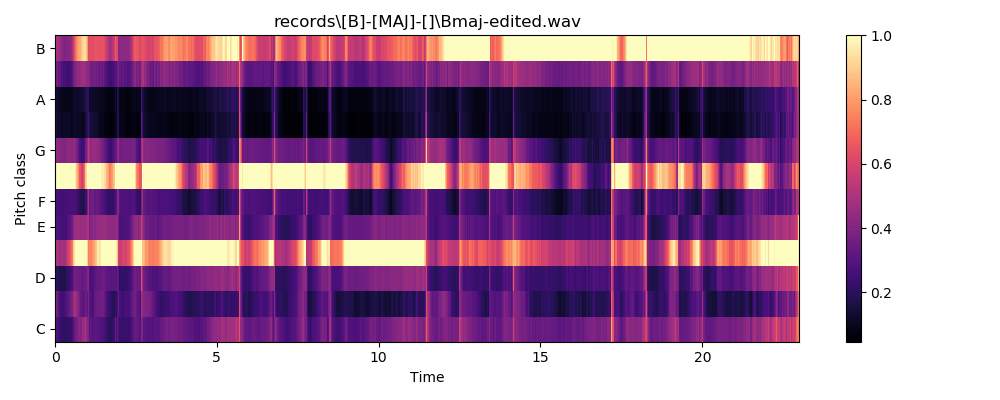 records\[B]-[MAJ]-[]\Bmaj-edited.wav
Pitch class
B
A
G
F
E
D
C
0 5 10 15 20
Time
1.0
0.8
0.6
0.4
0.2